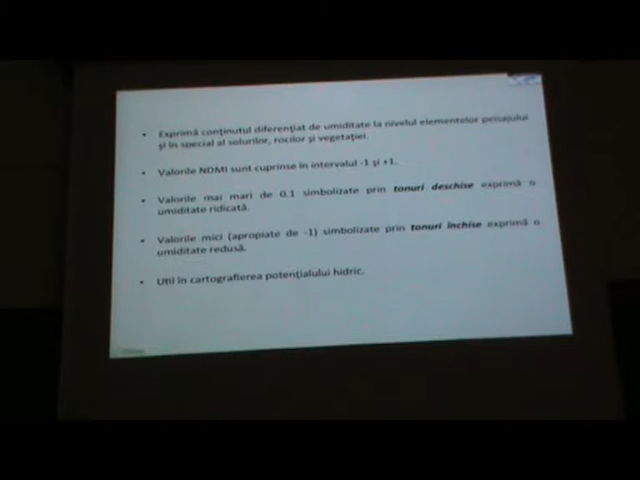 • Exprimă conținutul diferențiat de umiditate la nivelul elementelor peisajului
și în special al solurilor, rocilor și vegetației.
• Valorile NDMI sunt cuprinse în intervalul -1 și +1.
• Valorile mai mari de 0.1 simbolizate prin tonuri deschise exprimă o
umiditate ridicată.
• Valorile mici (apropiate de -1) simbolizate prin tonuri închise exprimă o
umiditate redusă.
• Util în cartografierea potențialului hidric.